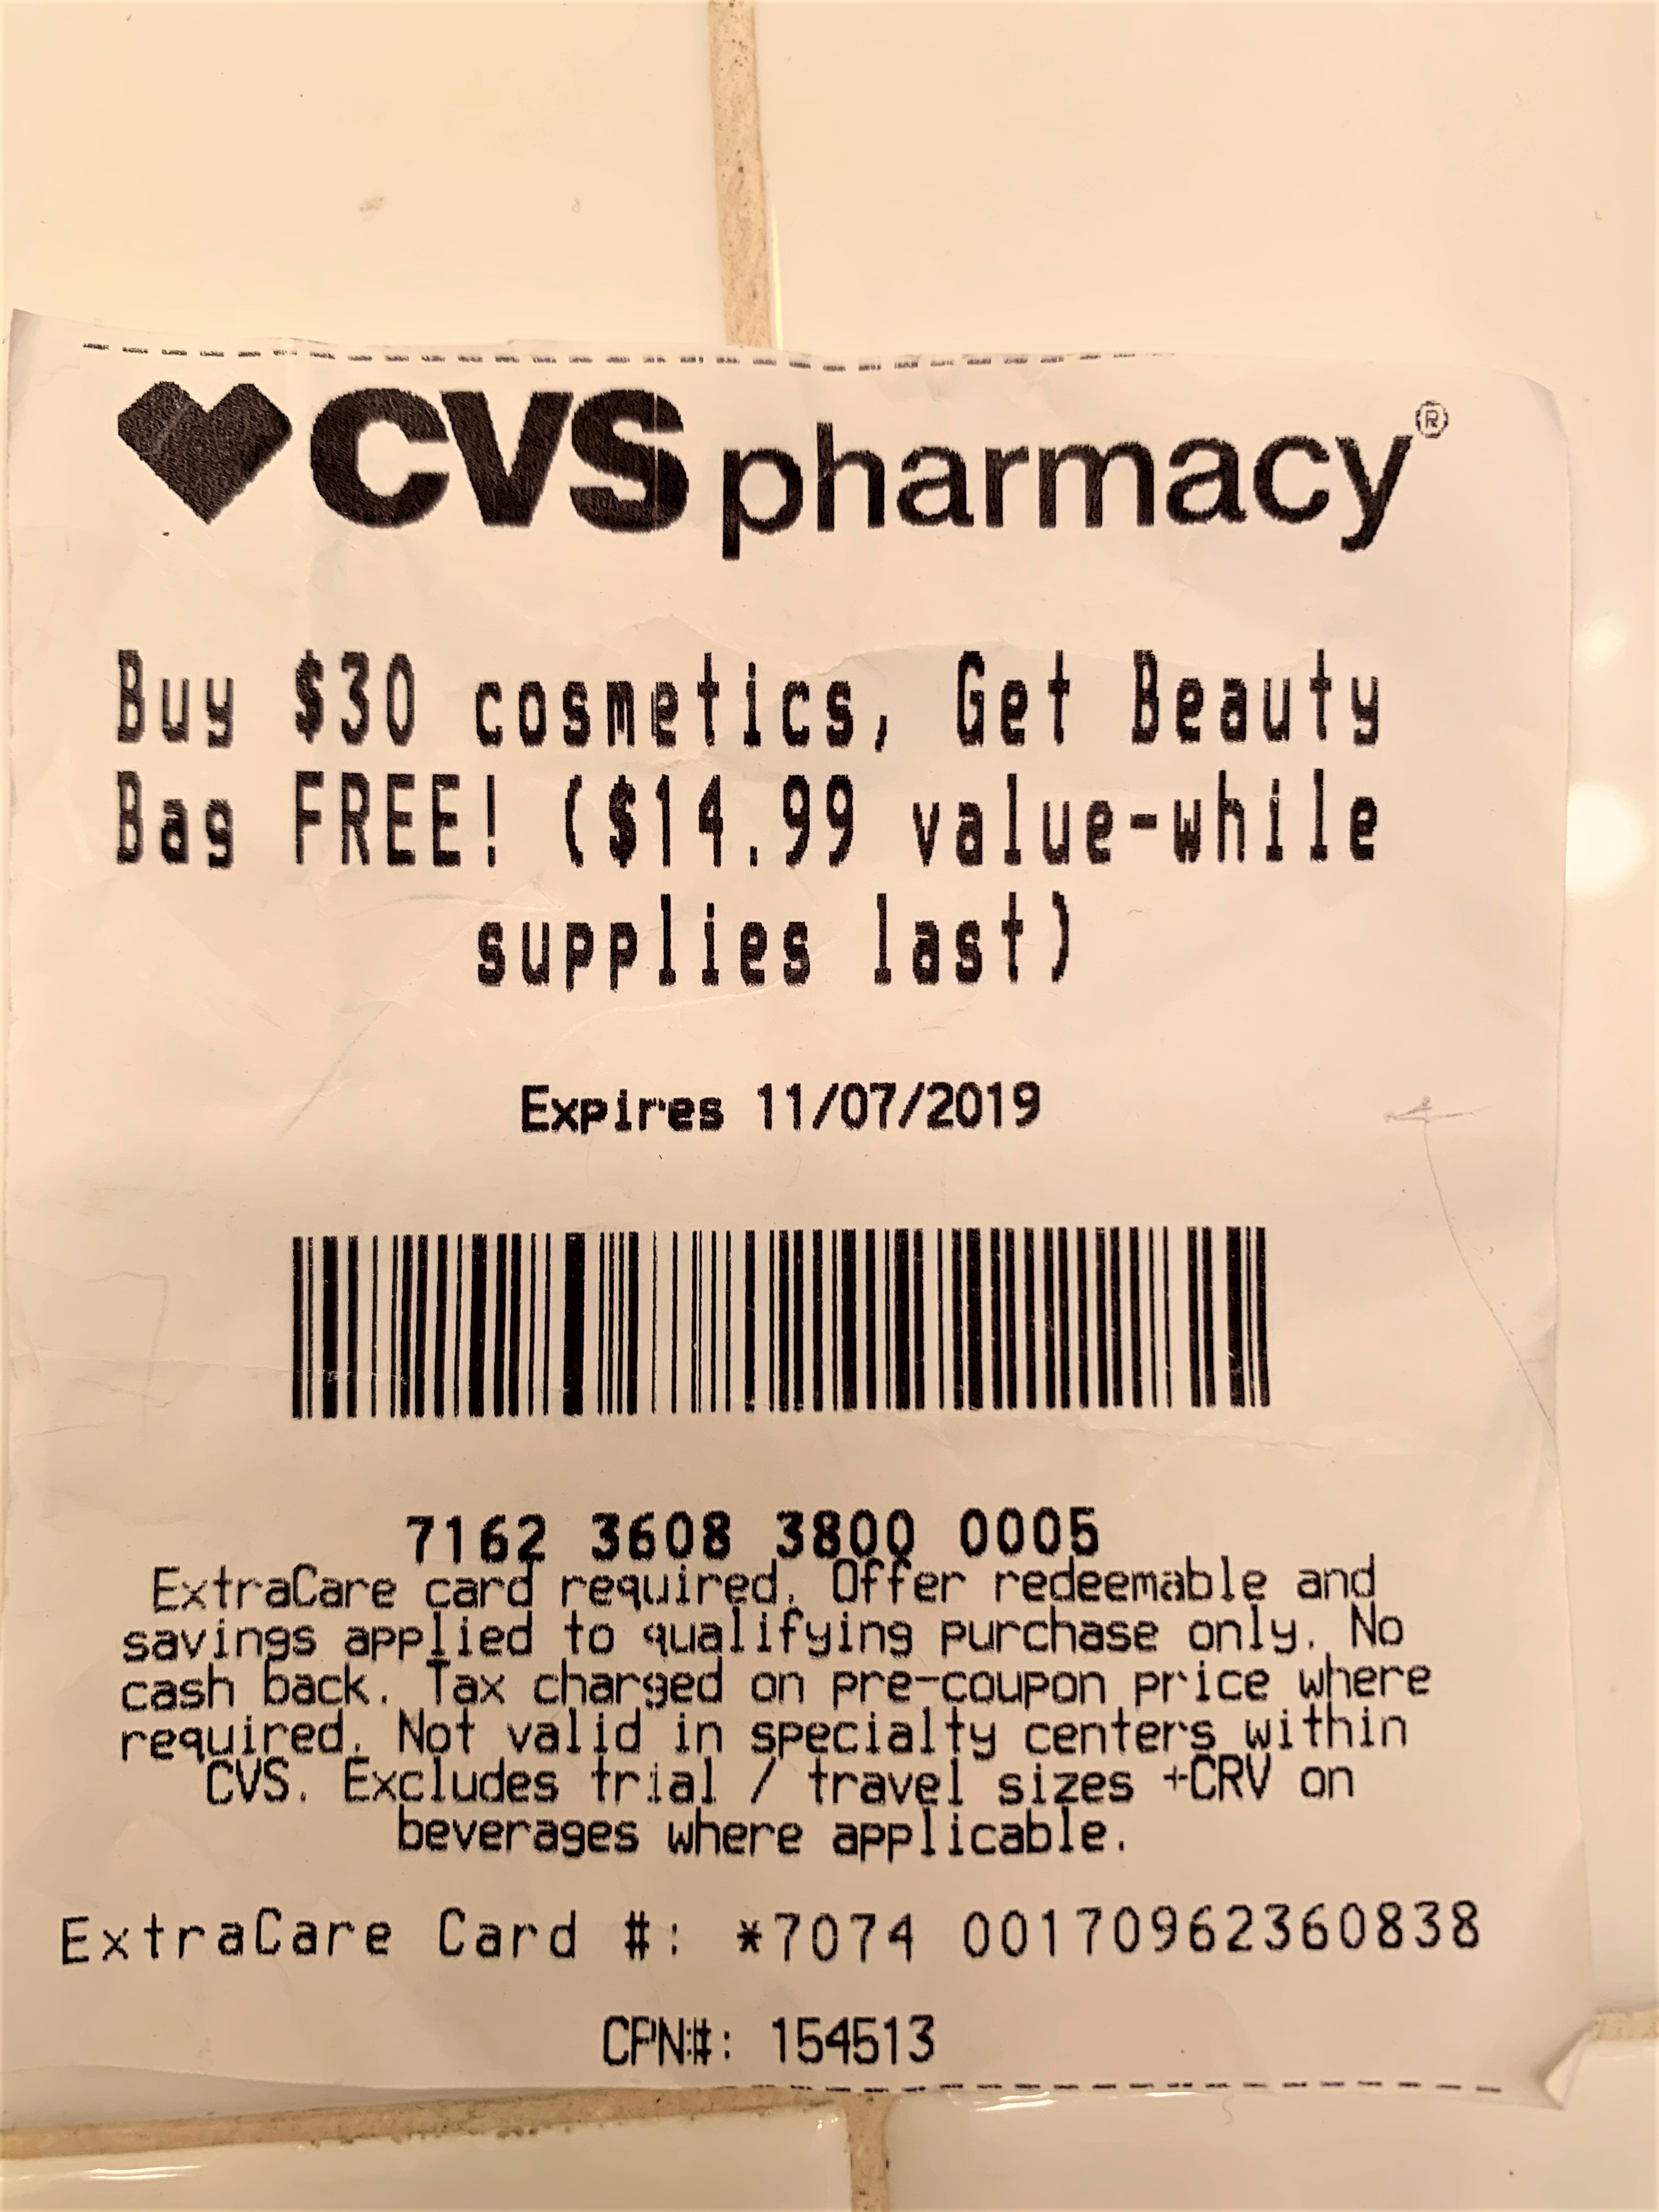 CVS pharmacy®
Buy $30 cosmetics, Get Beauty
Bag FREE! ($14.99 value-while
supplies last)
Expires 11/07/2019
7162 3608 3800 0005
ExtraCare card required. Offer redeemable and
savings applied to qualifying purchase only. No
cash back. Tax charged on pre-coupon price where
required. Not valid in specialty centers within
CVS. Excludes trial / travel sizes +CRV on
beverages where applicable.
ExtraCare Card #: *7074 00170962360838
CPN#: 154513